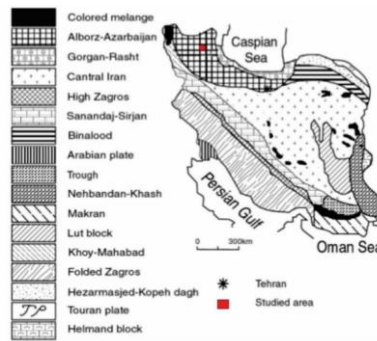 Colored melange
Alborz-Azarbaijan
Gorgan-Rasht
Cantral Iran
High Zagros
Sanandaj-Sirjan
Binalood
Arabian plate
Trough
Nehbandan-Khash
Makran
Lut block
Khoy-Mahabad
Folded Zagros
Hezarmasjed-Kopeh dagh
Touran plate
Helmand block
Caspian
Sea
Persian Gulf
Oman Sea
0 300km
Tehran
Studied area